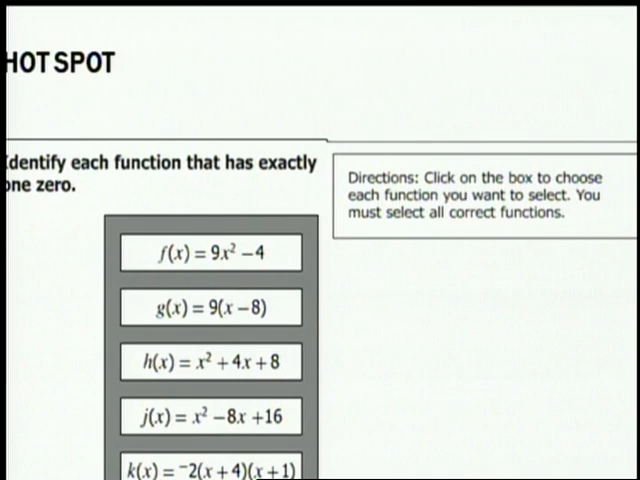 HOT SPOT
Identify each function that has exactly
one zero.
Directions: Click on the box to choose
each function you want to select. You
must select all correct functions.
f(x) = 9x² −4
g(x) = 9(x −8)
h(x) = x² +4x+8
j(x) = x² −8x +16
k(x) = ⁻2(x+4)(x+1)